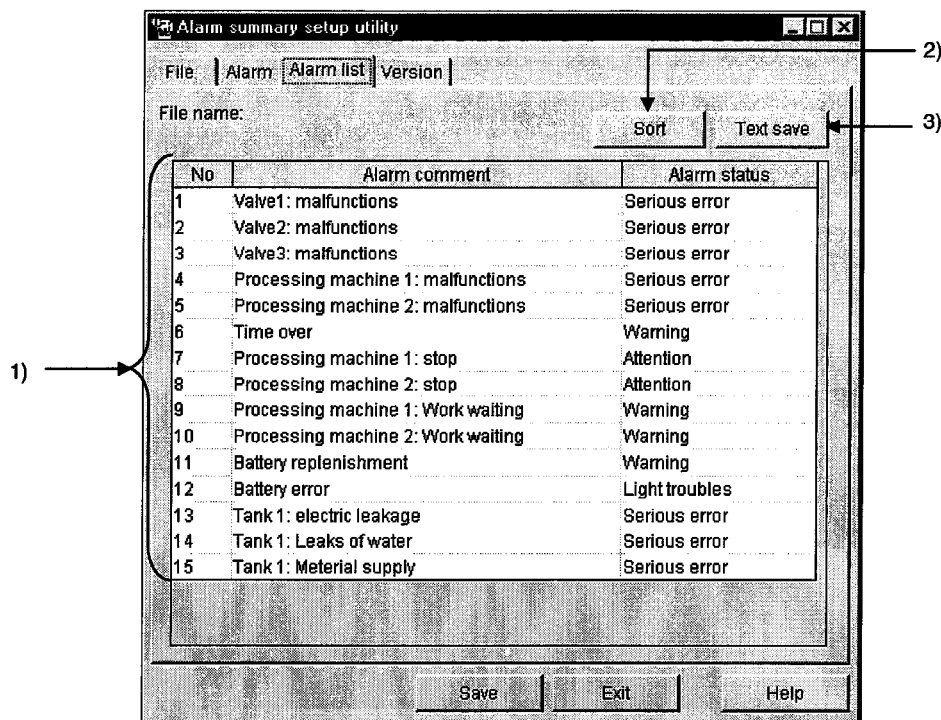 Alarm summary setup utility
2)
File Alarm Alarm list Version
File name:
Sort Text save
3)
No Alarm comment Alarm status
1 Valve1: malfunctions Serious error
2 Valve2: malfunctions Serious error
3 Valve3: malfunctions Serious error
4 Processing machine 1: malfunctions Serious error
5 Processing machine 2: malfunctions Serious error
6 Time over Warning
1)
7 Processing machine 1: stop Attention
8 Processing machine 2: stop Attention
9 Processing machine 1: Work waiting Warning
10 Processing machine 2: Work waiting Warning
11 Battery replenishment Warning
12 Battery error Light troubles
13 Tank 1: electric leakage Serious error
14 Tank 1: Leaks of water Serious error
15 Tank 1: Meterial supply Serious error
Save Exit Help